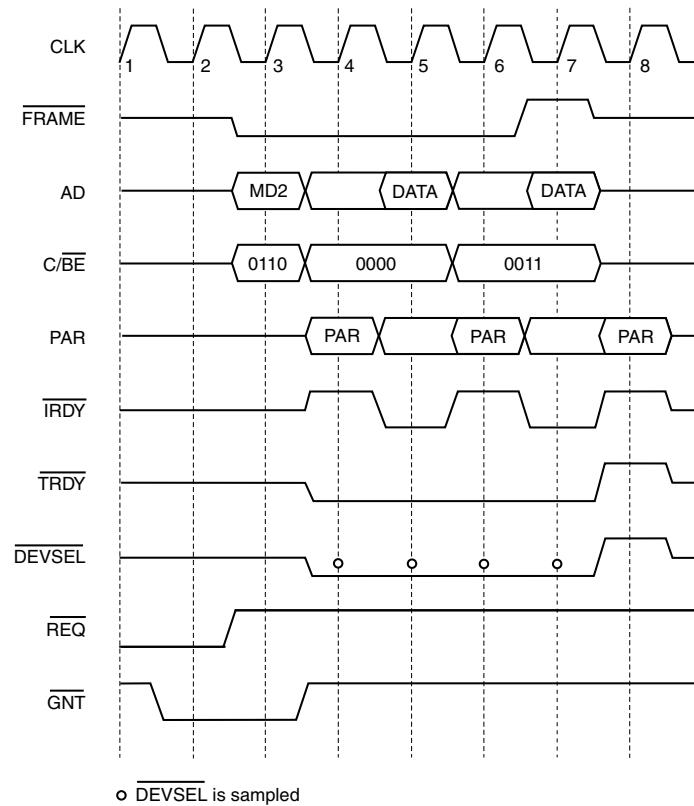 CLK
1 2 3 4 5 6 7 8
FRAME
AD MD2 DATA DATA
C/BE 0110 0000 0011
PAR PAR PAR PAR
IRDY
TRDY
DEVSEL
REQ
GNT
DEVSEL is sampled